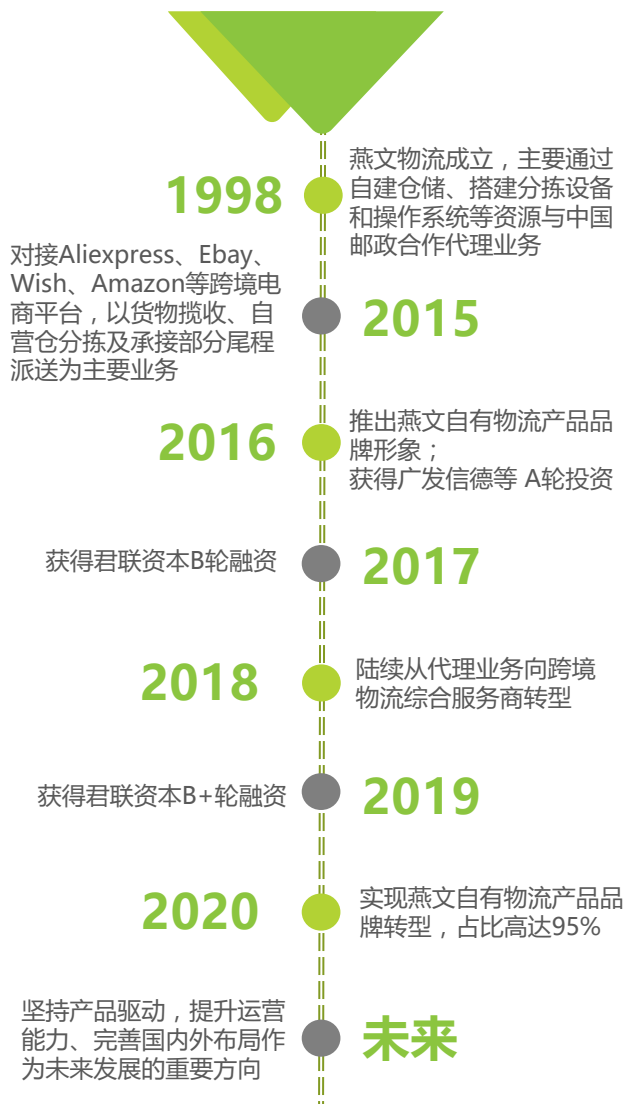 1998
燕文物流成立，主要通过
自建仓储、搭建分拣设备
和操作系统等资源与中国
邮政合作代理业务
2015
对接Aliexpress、Ebay、
Wish、Amazon等跨境电
商平台，以货物揽收、自
营仓分拣及承接部分尾程
派送为主要业务
2016
推出燕文自有物流产品品
牌形象；
获得广发信德等 A轮投资
2017
获得君联资本B轮融资
2018
陆续从代理业务向跨境
物流综合服务商转型
2019
获得君联资本B+轮融资
2020
实现燕文自有物流产品品
牌转型，占比高达95%
未来
坚持产品驱动，提升运营
能力、完善国内外布局作
为未来发展的重要方向